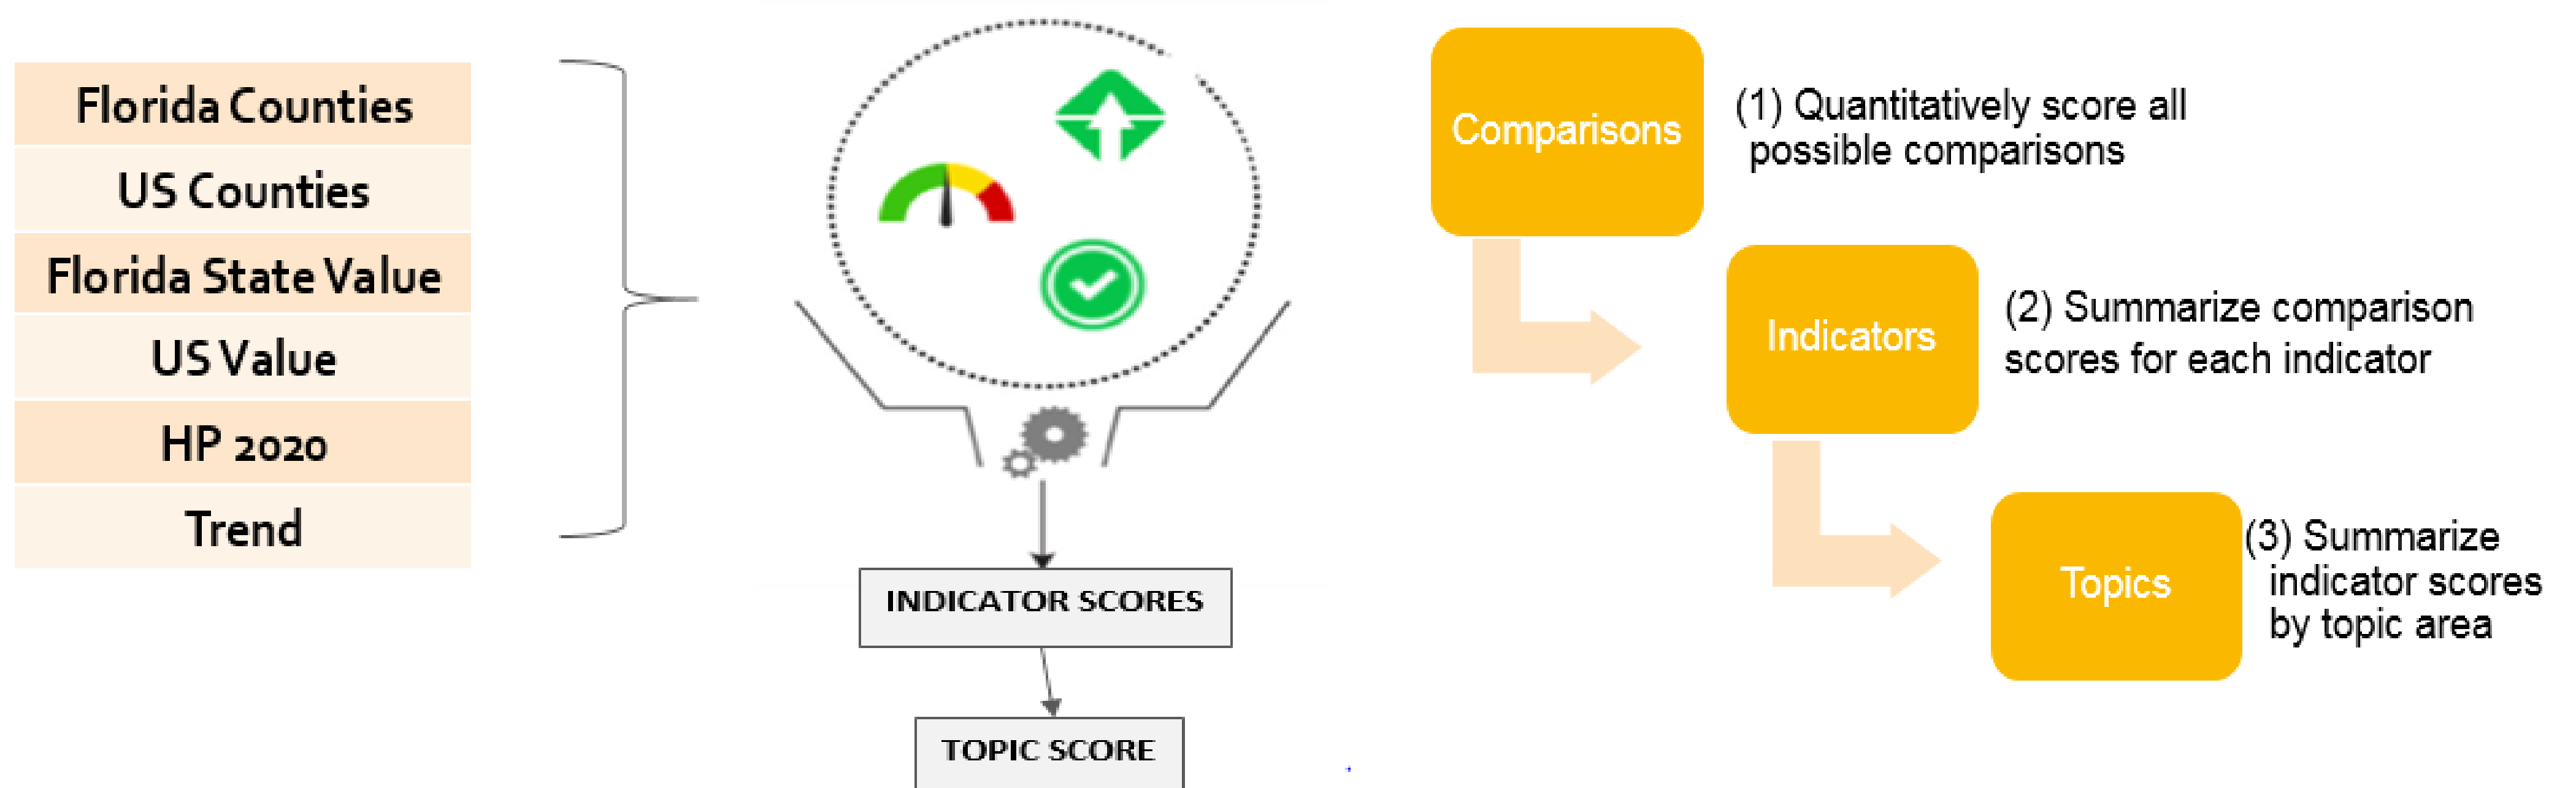 Florida Counties
US Counties
Florida State Value
US Value
HP 2020
Trend
INDICATOR SCORES
TOPIC SCORE
Comparisons
(1) Quantitatively score all
possible comparisons
Indicators
(2) Summarize comparison
scores for each indicator
Topics
(3) Summarize
indicator scores
by topic area